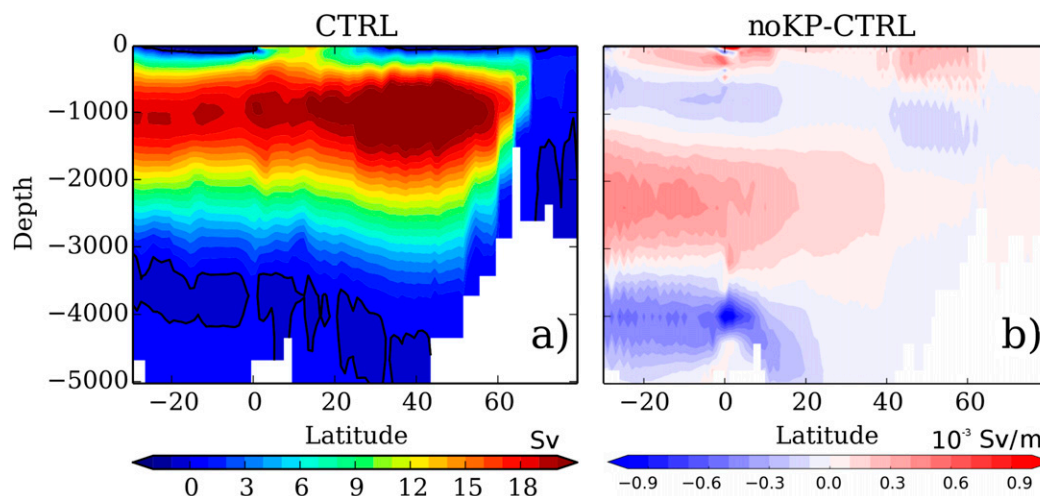 CTRL
noKP-CTRL
0
−1000
−2000
−3000
−4000
−5000
Depth
a)
b)
−20 0 20 40 60
−20 0 20 40 60
Latitude Sv
Latitude 10⁻³ Sv/m
0 3 6 9 12 15 18
−0.9 −0.6 −0.3 0.0 0.3 0.6 0.9